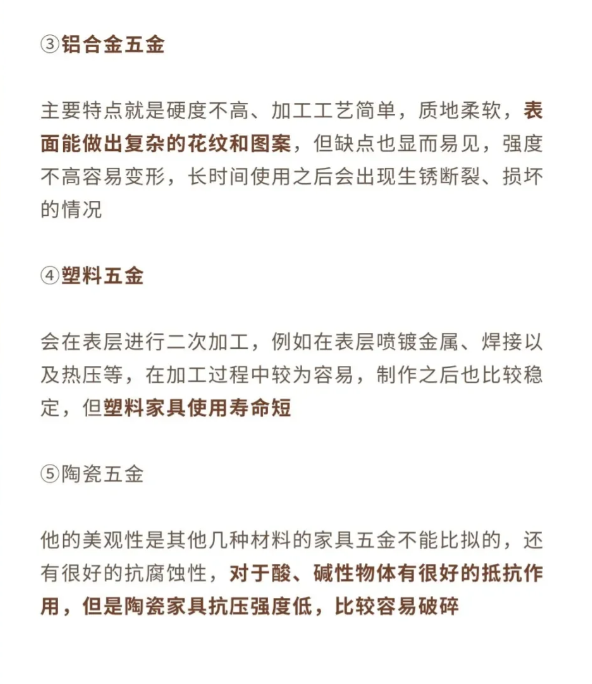 ③铝合金五金
主要特点就是硬度不高、加工工艺简单，质地柔软，表
面能做出复杂的花纹和图案，但缺点也显而易见，强度
不高容易变形，长时间使用之后会出现生锈断裂、损坏
的情况
④塑料五金
会在表层进行二次加工，例如在表层喷镀金属、焊接以
及热压等，在加工过程中较为容易，制作之后也比较稳
定，但塑料家具使用寿命短
⑤陶瓷五金
他的美观性是其他几种材料的家具五金不能比拟的，还
有很好的抗腐蚀性，对于酸、碱性物体有很好的抵抗作
用，但是陶瓷家具抗压强度低，比较容易破碎